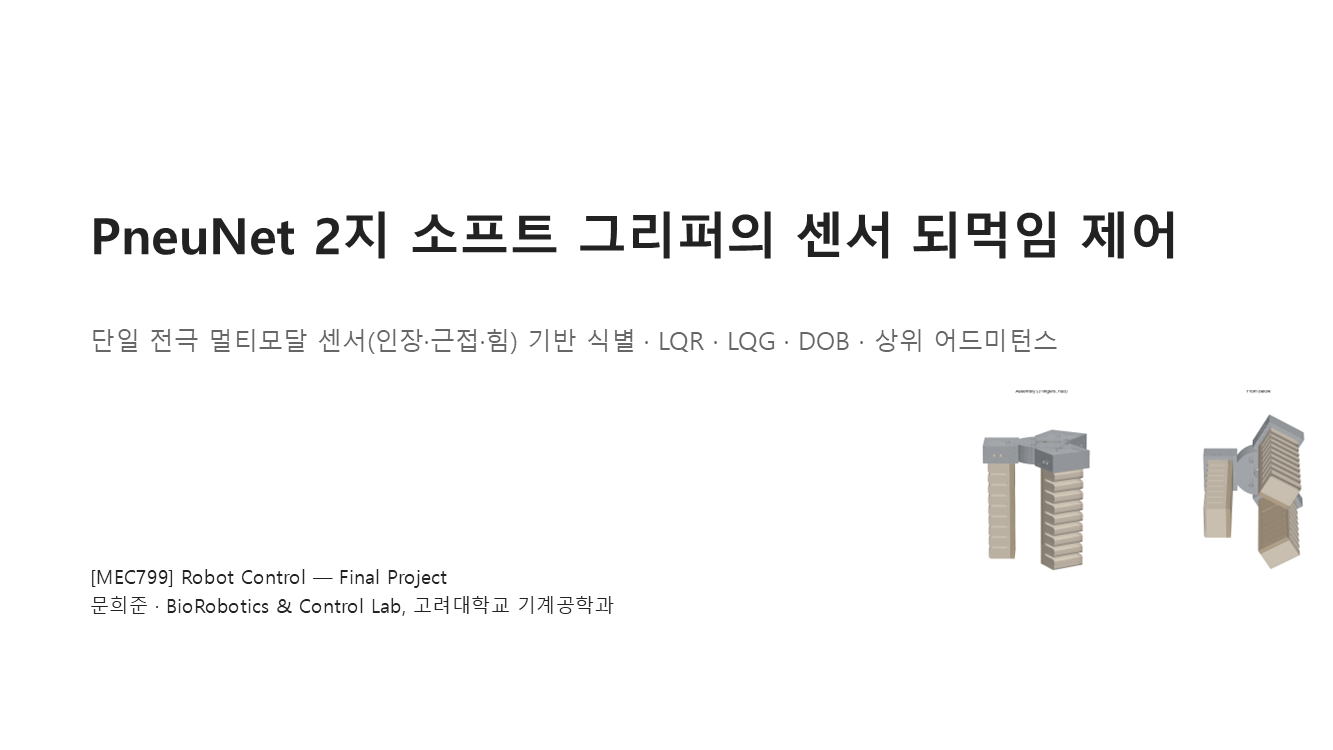 PneuNet 2지 소프트 그리퍼의 센서 되먹임 제어
단일 전극 멀티모달 센서(인장·근접·힘) 기반 식별 · LQR · LQG · DOB · 상위 어드미턴스
[MEC799] Robot Control — Final Project
문희준 · BioRobotics & Control Lab, 고려대학교 기계공학과